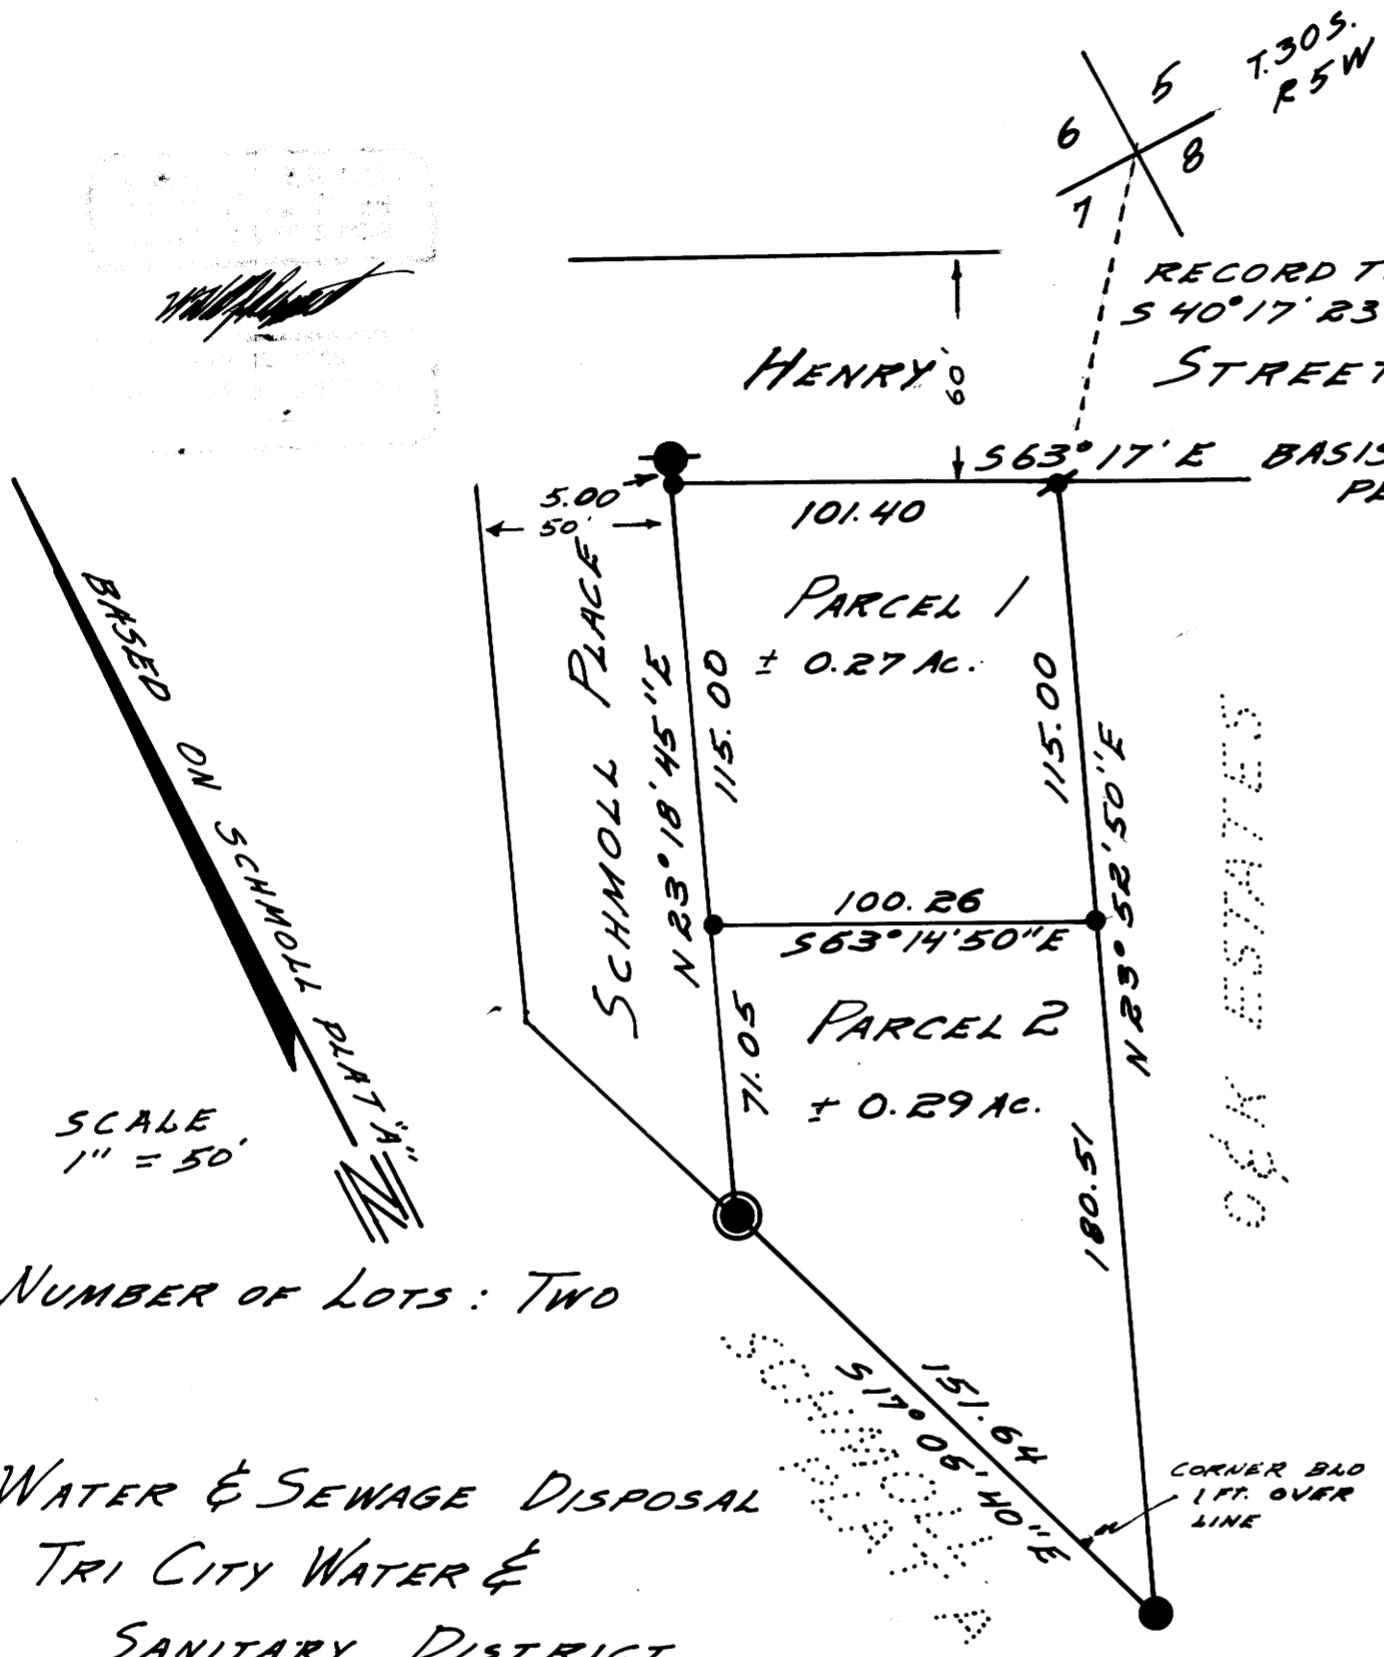 T.30S.
R5W
5
6
8
7
RECORD
S 40° 17' 23
HENRY
60'
STREET
S63° 17' E BASIS
5.00
50'
101.40
PARCEL 1
± 0.27 AC.
SCHMOLL PLACE
N 23° 18' 45" E
115.00
115.00
N 23° 52' 50" E
BASED ON SCHMOLL PLAT "A"
N
SCALE
1" = 50'
100.26
S63° 14' 50" E
PARCEL 2
± 0.29 AC.
71.05
180.51
O&K ESTATES
NUMBER OF LOTS: TWO
151.64
S 17° 06' 40" E
SCHMOLL
PLAT A
CORNER BLD
1 FT. OVER
LINE
WATER & SEWAGE DISPOSAL
TRI CITY WATER &
SANITARY DISTRICT